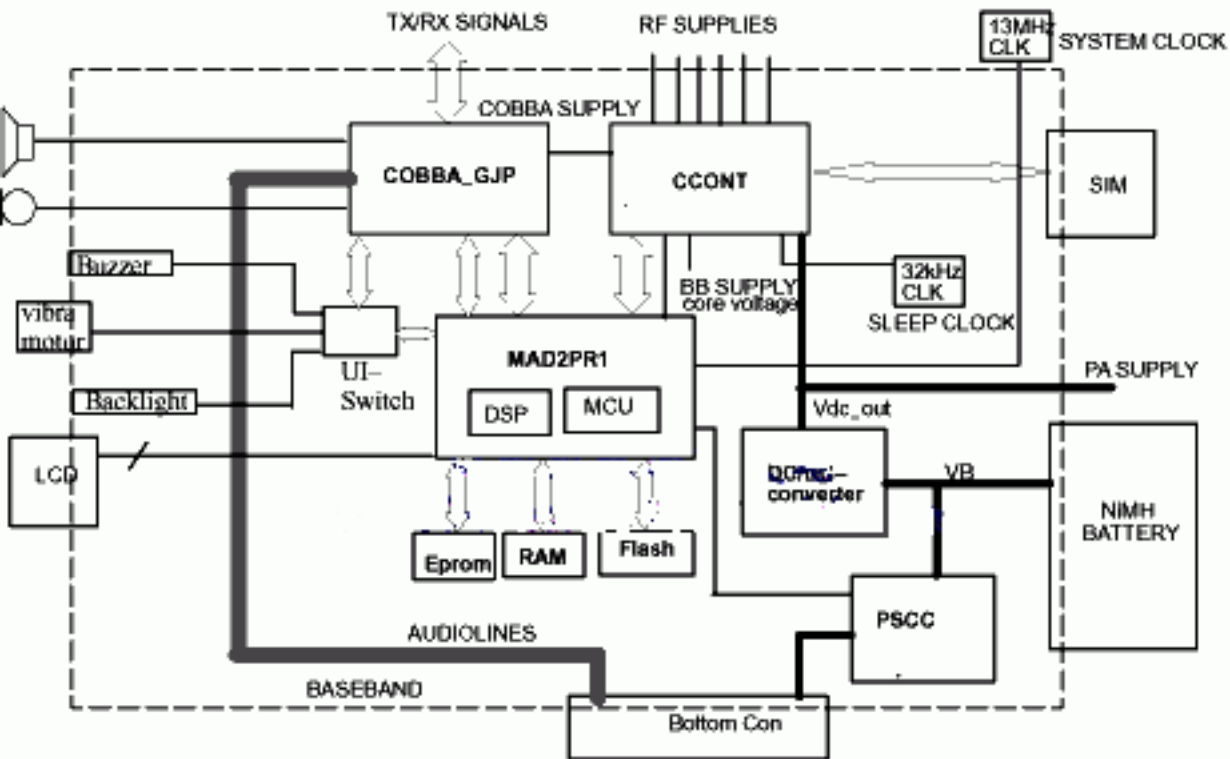 TX/RX SIGNALS
RF SUPPLIES
13MHz
CLK
SYSTEM CLOCK
COBBA SUPPLY
COBBA_GJP
CCONT
SIM
Buzzer
BB SUPPLY
core voltage
32kHz
CLK
SLEEP CLOCK
vibra
motor
UI–
Switch
MAD2PR1
DSP
MCU
PA SUPPLY
Backlight
Vdc_out
LCD
converter
VB
NiMH
BATTERY
Eprom
RAM
Flash
PSCC
AUDIOLINES
BASEBAND
Bottom Con